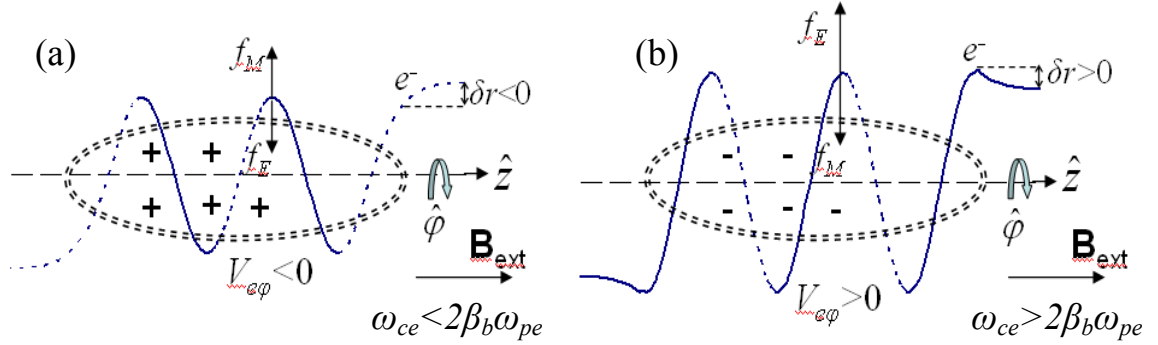 (a)
f_M
e-
δr<0
+ +
f_E
ẑ
+ + +
φ̂
V_eφ <0
B_ext
ω_ce<2β_bω_pe
(b)
f_E
e-
δr>0
- -
f_M
ẑ
- - -
φ̂
V_eφ >0
B_ext
ω_ce>2β_bω_pe